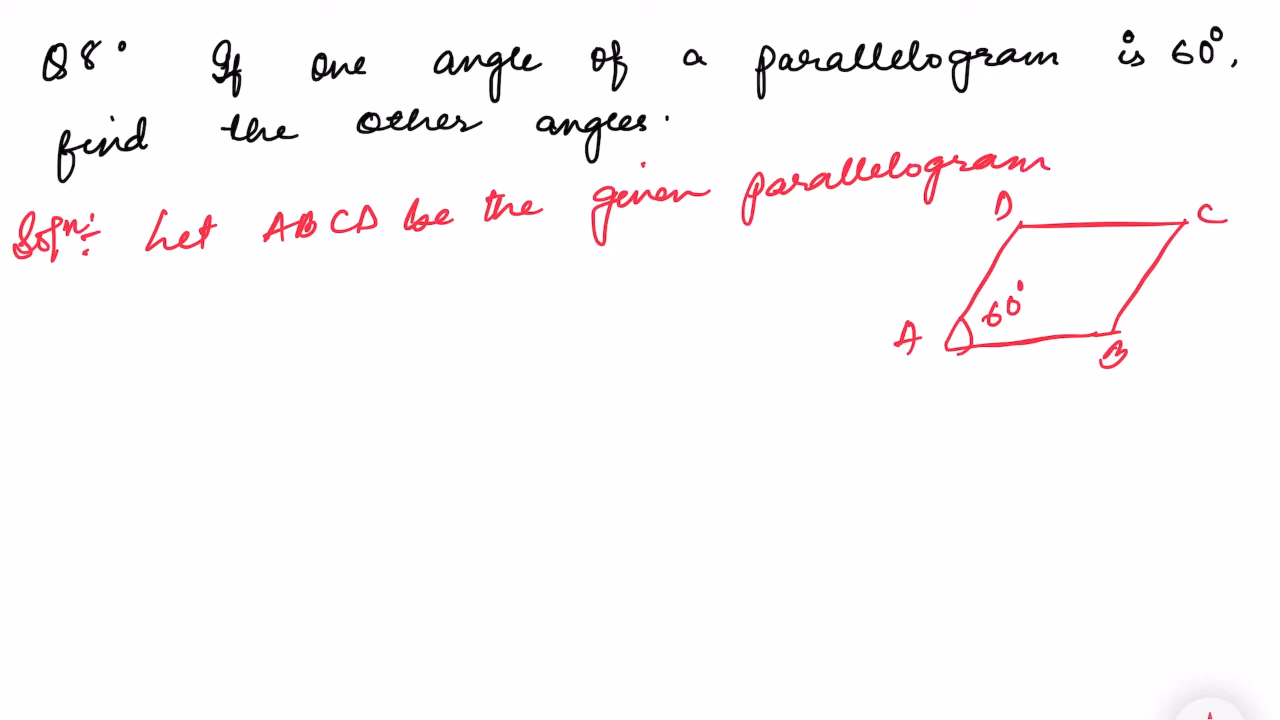 Q8° If one angle of a parallelogram is 60°,
find the other angles.
Sol^n:- Let ABCD be the given parallelogram
D
C
60°
A
B